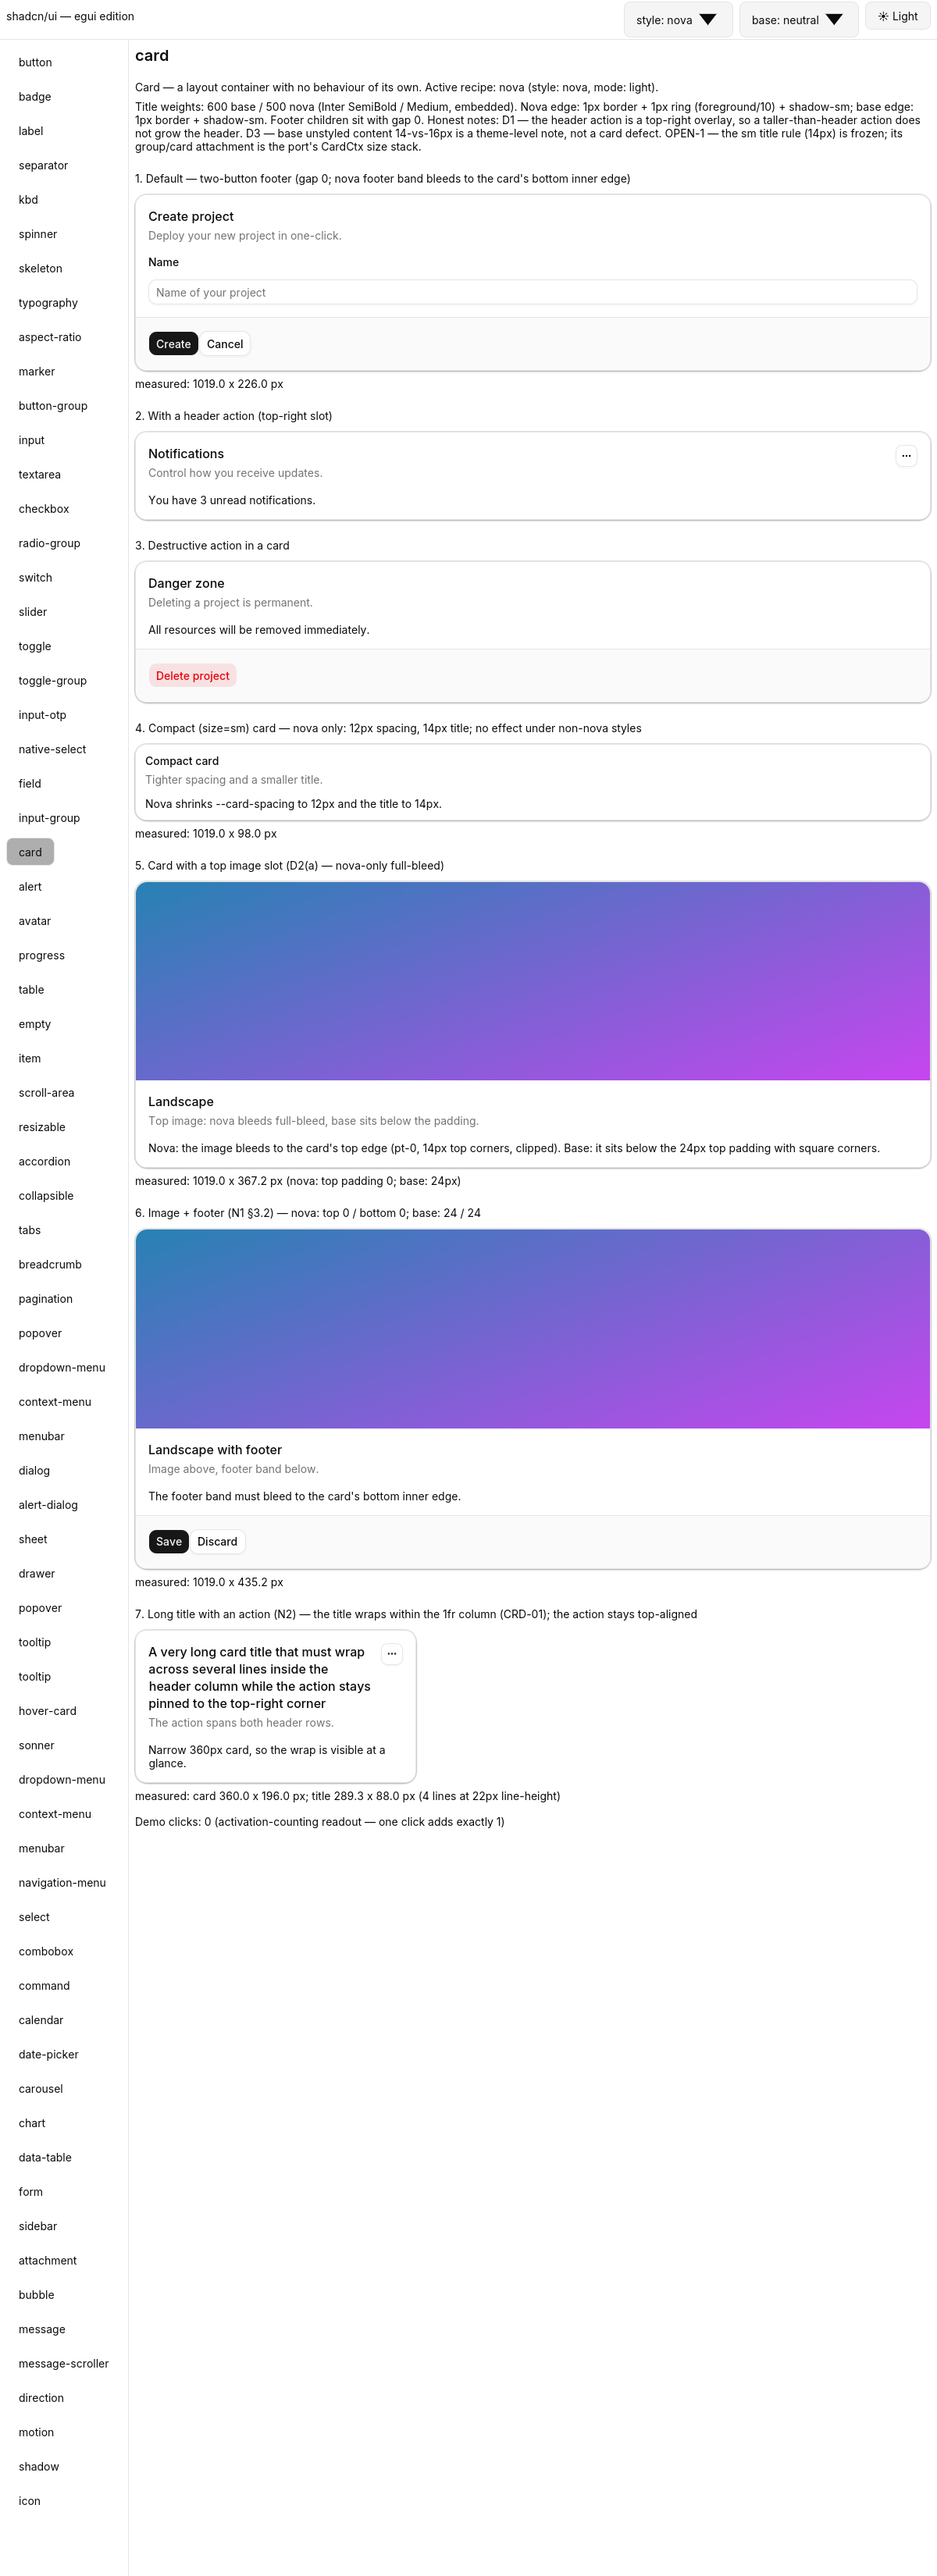 shadcn/ui — egui edition
style: nova
base: neutral
☀ Light
button
badge
label
separator
kbd
spinner
skeleton
typography
aspect-ratio
marker
button-group
input
textarea
checkbox
radio-group
switch
slider
toggle
toggle-group
input-otp
native-select
field
input-group
card
alert
avatar
progress
table
empty
item
scroll-area
resizable
accordion
collapsible
tabs
breadcrumb
pagination
popover
dropdown-menu
context-menu
menubar
dialog
alert-dialog
sheet
drawer
popover
tooltip
tooltip
hover-card
sonner
dropdown-menu
context-menu
menubar
navigation-menu
select
combobox
command
calendar
date-picker
carousel
chart
data-table
form
sidebar
attachment
bubble
message
message-scroller
direction
motion
shadow
icon
card
Card — a layout container with no behaviour of its own. Active recipe: nova (style: nova, mode: light).
Title weights: 600 base / 500 nova (Inter SemiBold / Medium, embedded). Nova edge: 1px border + 1px ring (foreground/10) + shadow-sm; base edge:
1px border + shadow-sm. Footer children sit with gap 0. Honest notes: D1 — the header action is a top-right overlay, so a taller-than-header action does
not grow the header. D3 — base unstyled content 14-vs-16px is a theme-level note, not a card defect. OPEN-1 — the sm title rule (14px) is frozen; its
group/card attachment is the port's CardCtx size stack.
1. Default — two-button footer (gap 0; nova footer band bleeds to the card's bottom inner edge)
Create project
Deploy your new project in one-click.
Name
Name of your project
Create
Cancel
measured: 1019.0 x 226.0 px
2. With a header action (top-right slot)
Notifications
···
Control how you receive updates.
You have 3 unread notifications.
3. Destructive action in a card
Danger zone
Deleting a project is permanent.
All resources will be removed immediately.
Delete project
4. Compact (size=sm) card — nova only: 12px spacing, 14px title; no effect under non-nova styles
Compact card
Tighter spacing and a smaller title.
Nova shrinks --card-spacing to 12px and the title to 14px.
measured: 1019.0 x 98.0 px
5. Card with a top image slot (D2(a) — nova-only full-bleed)
Landscape
Top image: nova bleeds full-bleed, base sits below the padding.
Nova: the image bleeds to the card's top edge (pt-0, 14px top corners, clipped). Base: it sits below the 24px top padding with square corners.
measured: 1019.0 x 367.2 px (nova: top padding 0; base: 24px)
6. Image + footer (N1 §3.2) — nova: top 0 / bottom 0; base: 24 / 24
Landscape with footer
Image above, footer band below.
The footer band must bleed to the card's bottom inner edge.
Save
Discard
measured: 1019.0 x 435.2 px
7. Long title with an action (N2) — the title wraps within the 1fr column (CRD-01); the action stays top-aligned
A very long card title that must wrap
across several lines inside the
header column while the action stays
pinned to the top-right corner
···
The action spans both header rows.
Narrow 360px card, so the wrap is visible at a
glance.
measured: card 360.0 x 196.0 px; title 289.3 x 88.0 px (4 lines at 22px line-height)
Demo clicks: 0 (activation-counting readout — one click adds exactly 1)